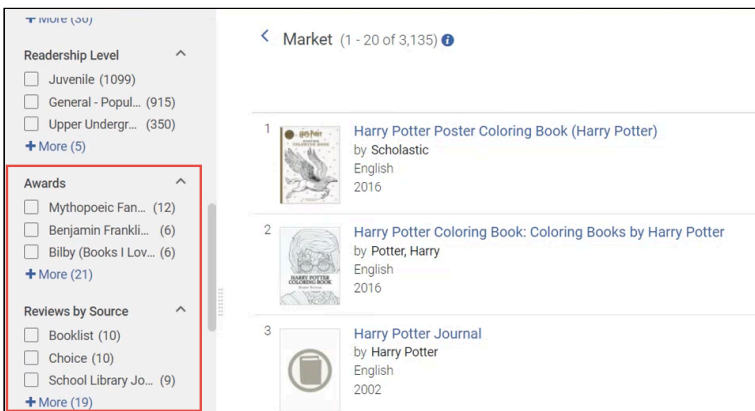 + More (30)
Readership Level
Juvenile (1099)
General - Popul... (915)
Upper Undergr... (350)
+ More (5)
Awards
Mythopoeic Fan... (12)
Benjamin Frankli... (6)
Bilby (Books I Lov... (6)
+ More (21)
Reviews by Source
Booklist (10)
Choice (10)
School Library Jo... (9)
+ More (19)
Market (1 - 20 of 3,135)
1
Harry Potter Poster Coloring Book (Harry Potter)
by Scholastic
English
2016
2
HARRY POTTER
COLORING BOOK
Harry Potter Coloring Book: Coloring Books by Harry Potter
by Potter, Harry
English
2016
3
Harry Potter Journal
by Harry Potter
English
2002